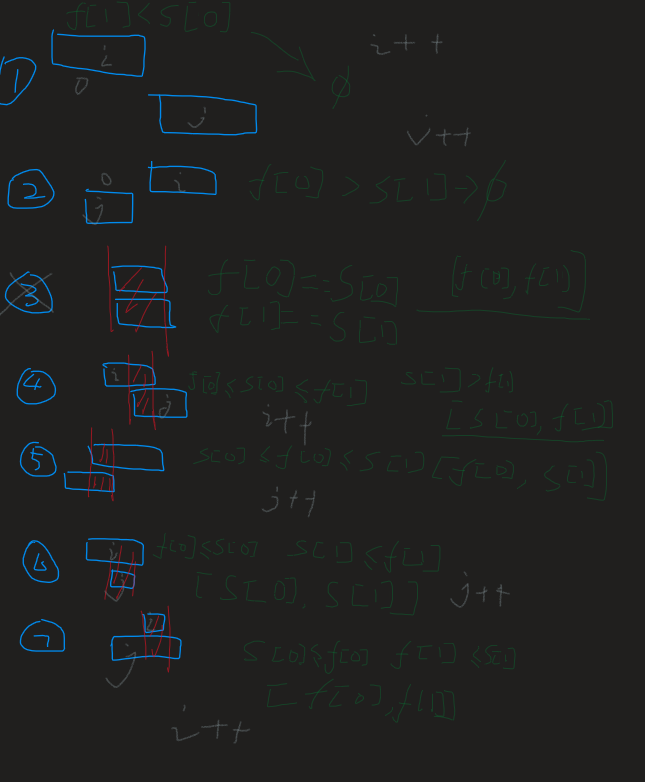 f[1] < S[0]
i++
① i
0
∅
j
j++
② 0 i f[0] > S[1] → ∅
j
③ f[0] == S[0] [f[0], f[1]]
f[1] == S[1]
④ i f[0] ≤ S[0] ≤ f[1] S[1] > f[1]
j i++ [S[0], f[1]]
⑤ S[0] ≤ f[0] ≤ S[1] [f[0], S[1]]
j++
⑥ i f[0] ≤ S[0] S[1] ≤ f[1]
j [S[0], S[1]] j++
⑦ i
j S[0] ≤ f[0] f[1] ≤ S[1]
[f[0], f[1]]
i++